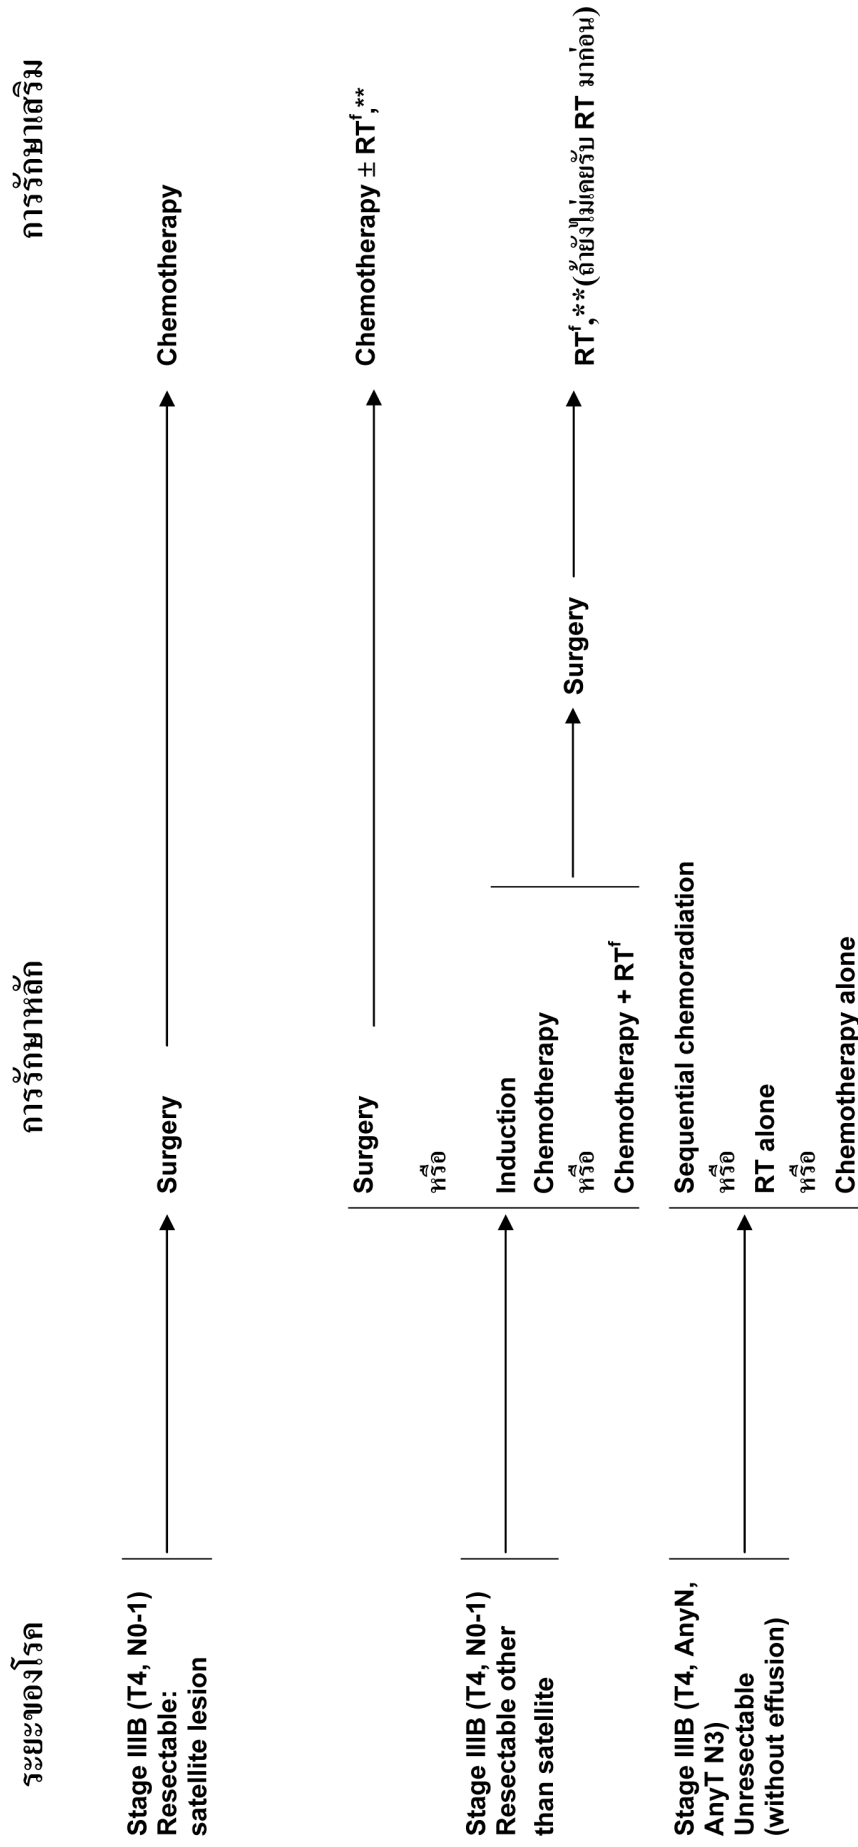 ระยะของโรค
การรักษาหลัก
การรักษาเสริม
Stage IIIB (T4, N0-1)
Resectable:
satellite lesion
Surgery
Chemotherapy
Stage IIIB (T4, N0-1)
Resectable other
than satellite
Surgery
หรือ
Induction
Chemotherapy
หรือ
Chemotherapy + RTᶠ
Chemotherapy ± RTᶠ,**
Surgery
RTᶠ,**(ถ้ายังไม่เคยรับ RT มาก่อน)
Stage IIIB (T4, AnyN,
AnyT N3)
Unresectable
(without effusion)
Sequential chemoradiation
หรือ
RT alone
หรือ
Chemotherapy alone